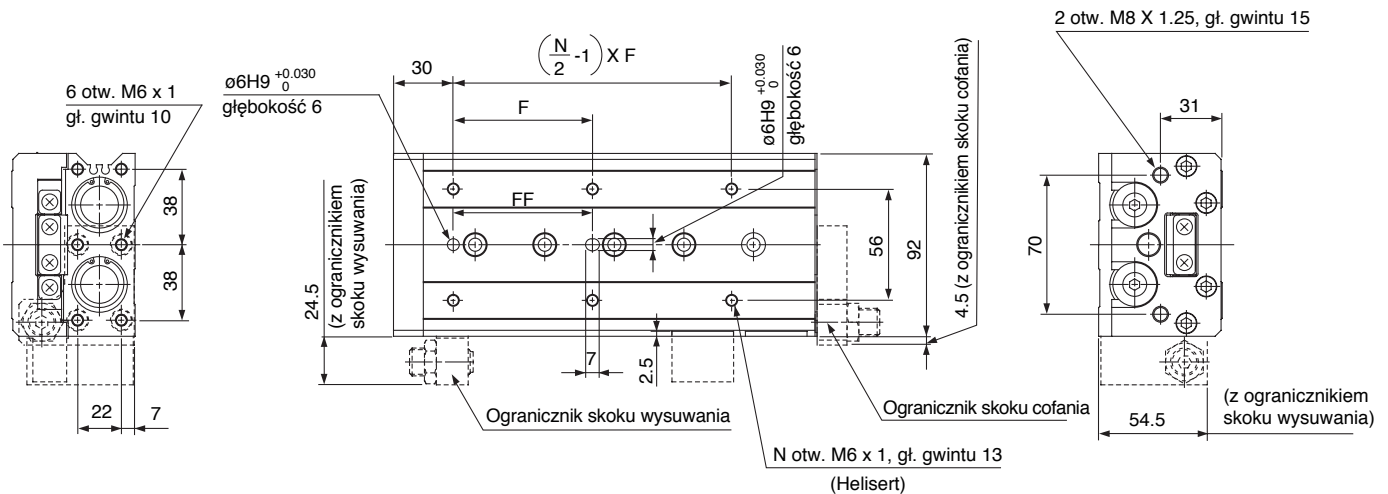 6 otw. M6 x 1
gł. gwintu 10
38
38
22
7
30
(N/2 -1) X F
ø6H9 +0.030 0
głębokość 6
F
FF
ø6H9 +0.030 0
głębokość 6
24.5
(z ogranicznikiem
skoku wysuwania)
7
2.5
56
92
4.5 (z ogranicznikiem skoku cofania)
Ogranicznik skoku wysuwania
Ogranicznik skoku cofania
N otw. M6 x 1, gł. gwintu 13
(Helisert)
2 otw. M8 X 1.25, gł. gwintu 15
31
70
54.5
(z ogranicznikiem
skoku wysuwania)